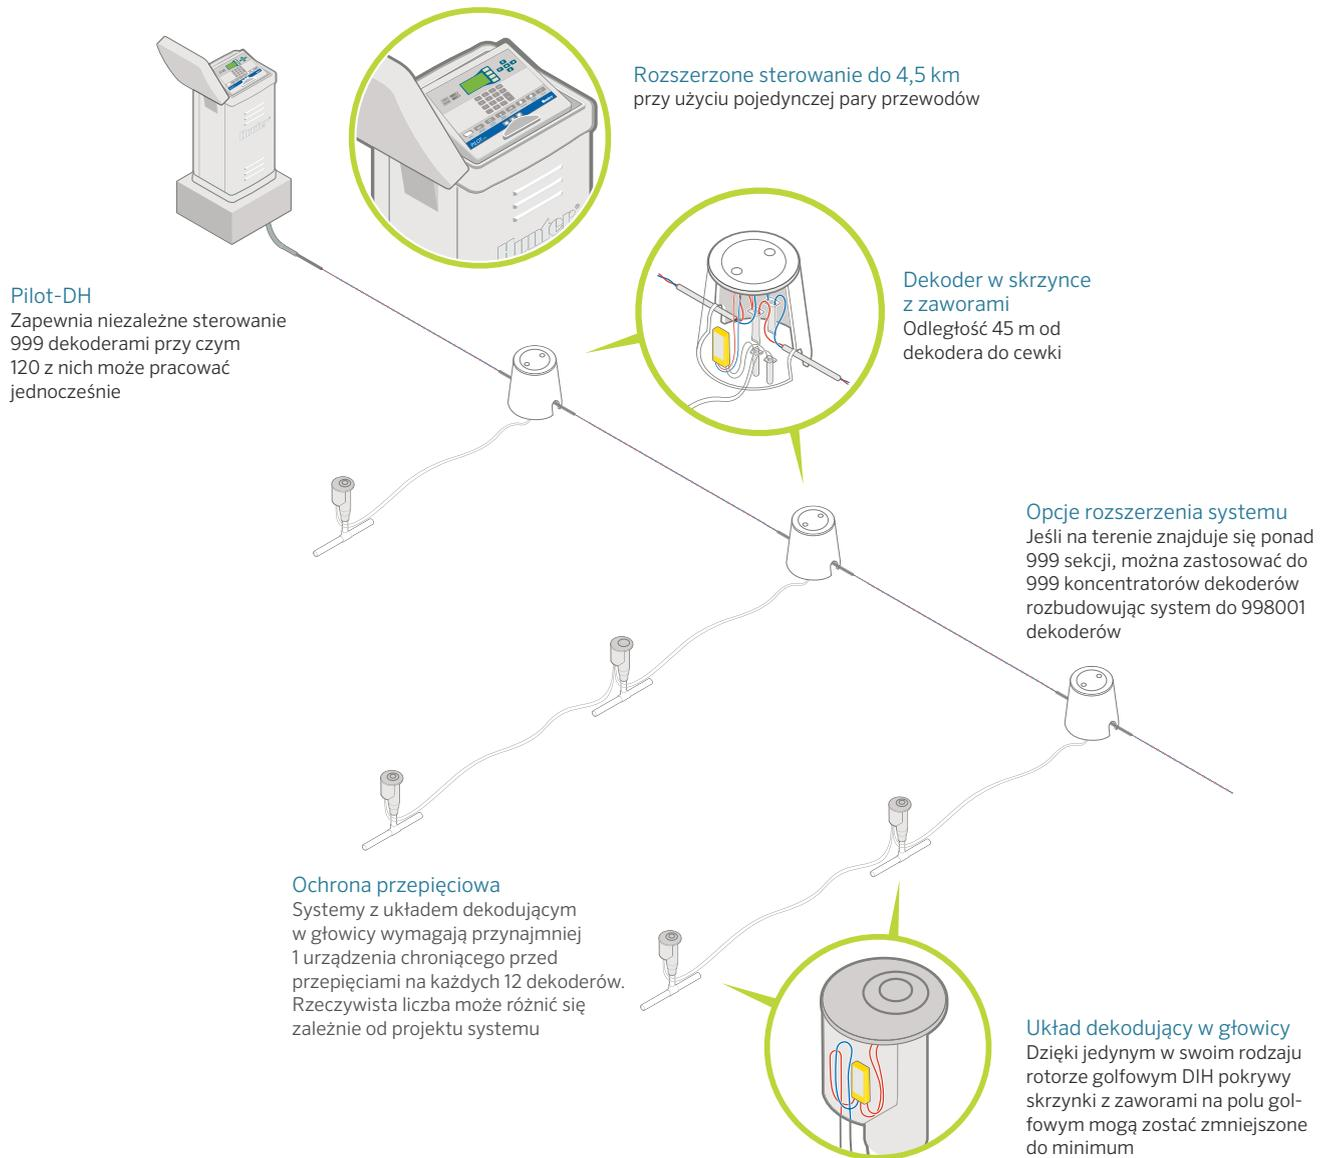 Rozszerzone sterowanie do 4,5 km
przy użyciu pojedynczej pary przewodów
PILOT
Hunter®
Pilot-DH
Zapewnia niezależne sterowanie
999 dekoderami przy czym
120 z nich może pracować
jednocześnie
Dekoder w skrzynce
z zaworami
Odległość 45 m od
dekodera do cewki
Opcje rozszerzenia systemu
Jeśli na terenie znajduje się ponad
999 sekcji, można zastosować do
999 koncentratorów dekoderów
rozbudowując system do 998001
dekoderów
Ochrona przepięciowa
Systemy z układem dekodującym
w głowicy wymagają przynajmniej
1 urządzenia chroniącego przed
przepięciami na każdych 12 dekoderów.
Rzeczywista liczba może różnić się
zależnie od projektu systemu
Układ dekodujący w głowicy
Dzięki jedynym w swoim rodzaju
rotorze golfowym DIH pokrywy
skrzynki z zaworami na polu gol-
fowym mogą zostać zmniejszone
do minimum